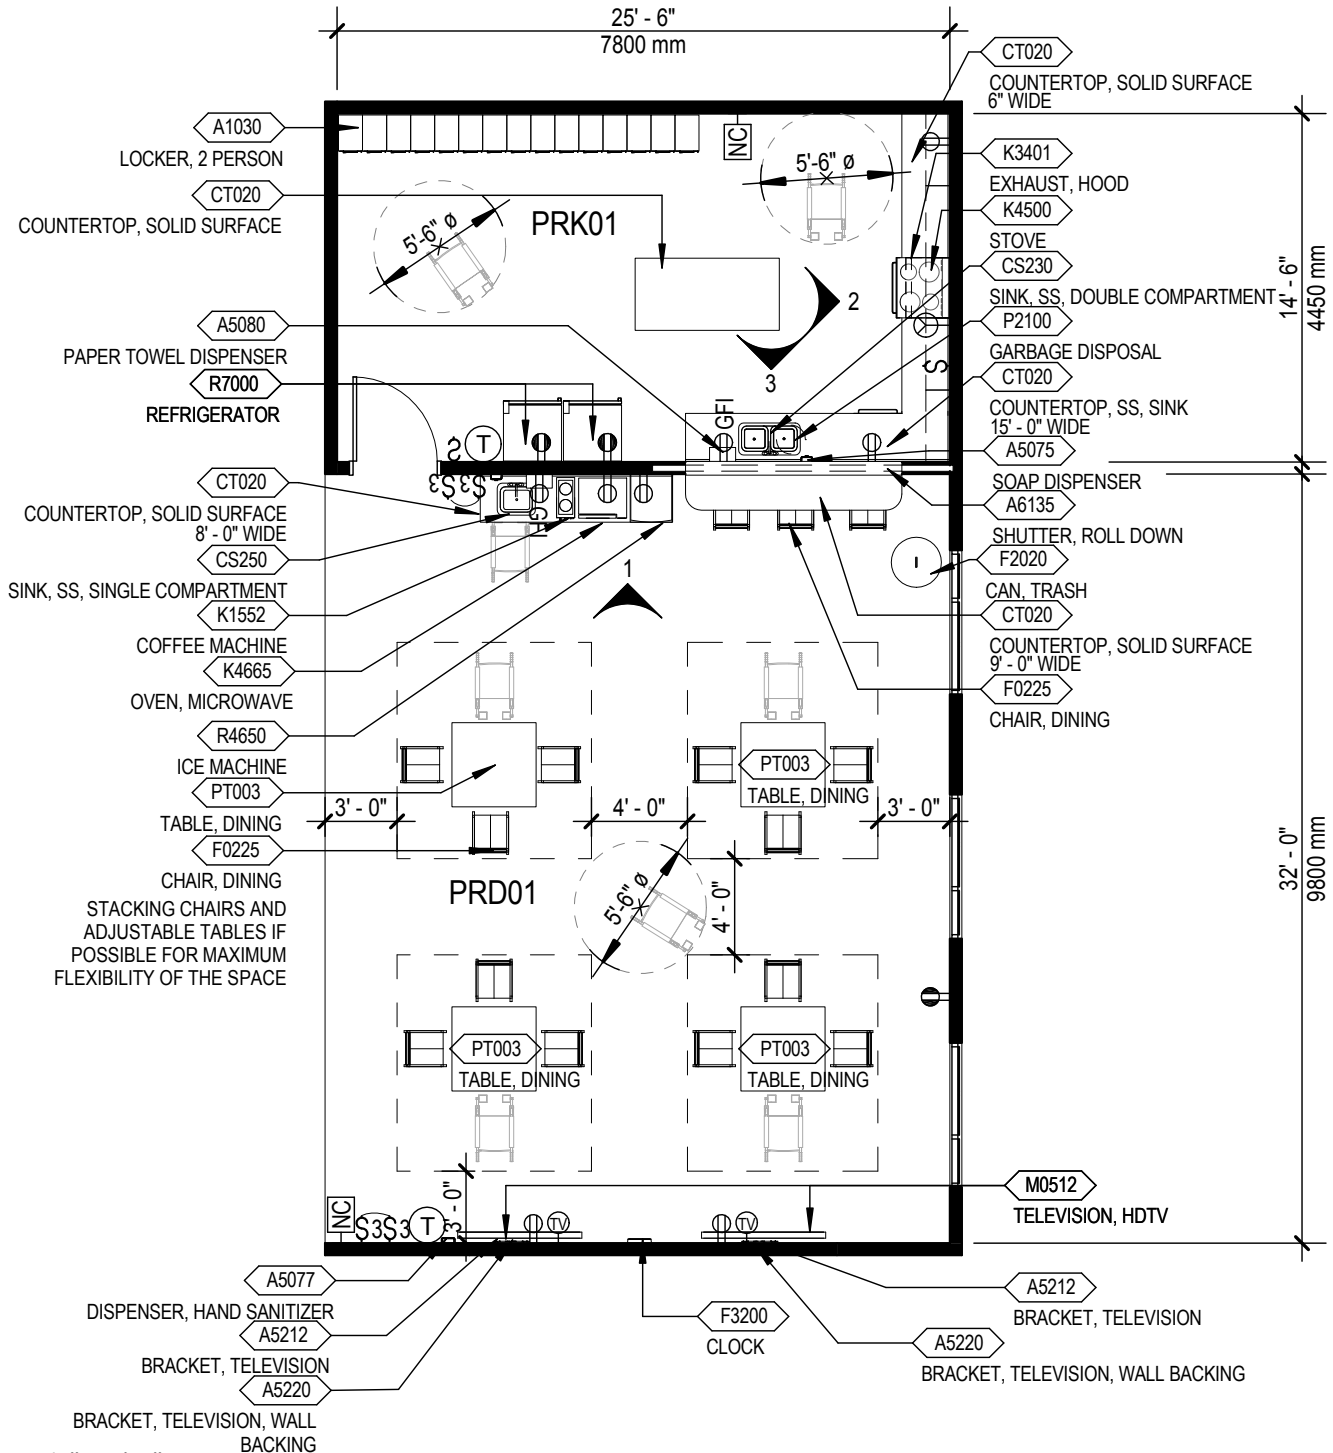 25' - 6"
7800 mm
CT020
COUNTERTOP, SOLID SURFACE
6" WIDE
A1030
LOCKER, 2 PERSON
NC
K3401
EXHAUST, HOOD
CT020
COUNTERTOP, SOLID SURFACE
5'-6" ø
5'-6" ø
PRK01
K4500
STOVE
CS230
SINK, SS, DOUBLE COMPARTMENT
14' - 6"
4450 mm
2
A5080
PAPER TOWEL DISPENSER
P2100
GARBAGE DISPOSAL
R7000
REFRIGERATOR
3
S
CT020
COUNTERTOP, SS, SINK
15' - 0" WIDE
GFI
S
T
A5075
SOAP DISPENSER
CT020
COUNTERTOP, SOLID SURFACE
8' - 0" WIDE
S3S3
A6135
SHUTTER, ROLL DOWN
CS250
SINK, SS, SINGLE COMPARTMENT
F2020
CAN, TRASH
1
K1552
COFFEE MACHINE
CT020
COUNTERTOP, SOLID SURFACE
9' - 0" WIDE
K4665
OVEN, MICROWAVE
F0225
CHAIR, DINING
R4650
ICE MACHINE
PT003
TABLE, DINING
PT003
TABLE, DINING
3' - 0"
4' - 0"
3' - 0"
F0225
CHAIR, DINING
STACKING CHAIRS AND
ADJUSTABLE TABLES IF
POSSIBLE FOR MAXIMUM
FLEXIBILITY OF THE SPACE
PRD01
5'-6" ø
4' - 0"
32' - 0"
9800 mm
PT003
TABLE, DINING
PT003
TABLE, DINING
3' - 0"
M0512
TELEVISION, HDTV
NC
S3S3
T
TV
TV
A5077
DISPENSER, HAND SANITIZER
A5212
BRACKET, TELEVISION
A5220
BRACKET, TELEVISION, WALL
BACKING
F3200
CLOCK
A5212
BRACKET, TELEVISION
A5220
BRACKET, TELEVISION, WALL BACKING